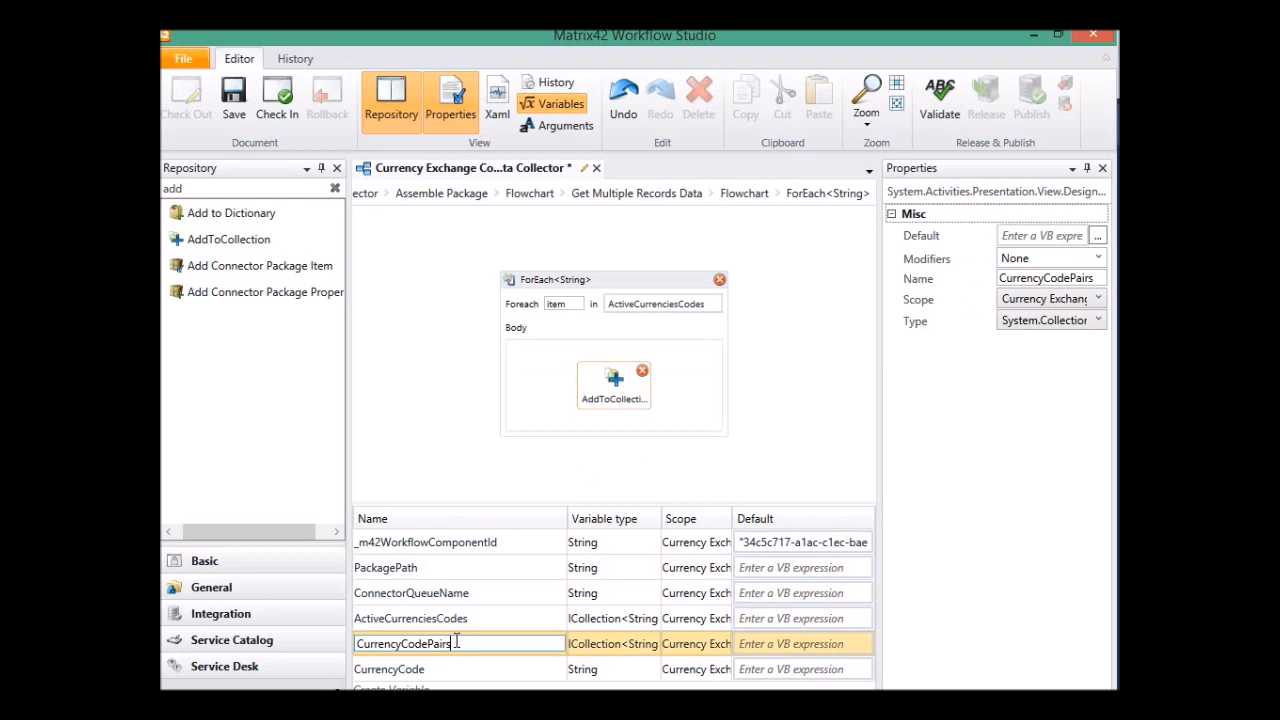 Matrix42 Workflow Studio
File Editor History
Check Out Save Check In Rollback
Document
Repository Properties Xaml
History
Variables
Arguments
View
Undo Redo Delete
Edit
Copy Cut Paste
Clipboard
Zoom
Zoom
ABC
Validate Release Publish
Release & Publish
Repository
add
Add to Dictionary
AddToCollection
Add Connector Package Item
Add Connector Package Proper
Basic
General
Integration
Service Catalog
Service Desk
Currency Exchange Co...ta Collector *
ector Assemble Package Flowchart Get Multiple Records Data Flowchart ForEach<String>
ForEach<String>
Foreach item in ActiveCurrenciesCodes
Body
AddToCollecti...
Name Variable type Scope Default
_m42WorkflowComponentId String Currency Exch "34c5c717-a1ac-c1ec-bae
PackagePath String Currency Exch Enter a VB expression
ConnectorQueueName String Currency Exch Enter a VB expression
ActiveCurrenciesCodes ICollection<String Currency Exch Enter a VB expression
CurrencyCodePairs ICollection<String Currency Exch Enter a VB expression
CurrencyCode String Currency Exch Enter a VB expression
Create Variable
Properties
System.Activities.Presentation.View.Design...
Misc
Default Enter a VB expre ...
Modifiers None
Name CurrencyCodePairs
Scope Currency Exchang
Type System.Collection